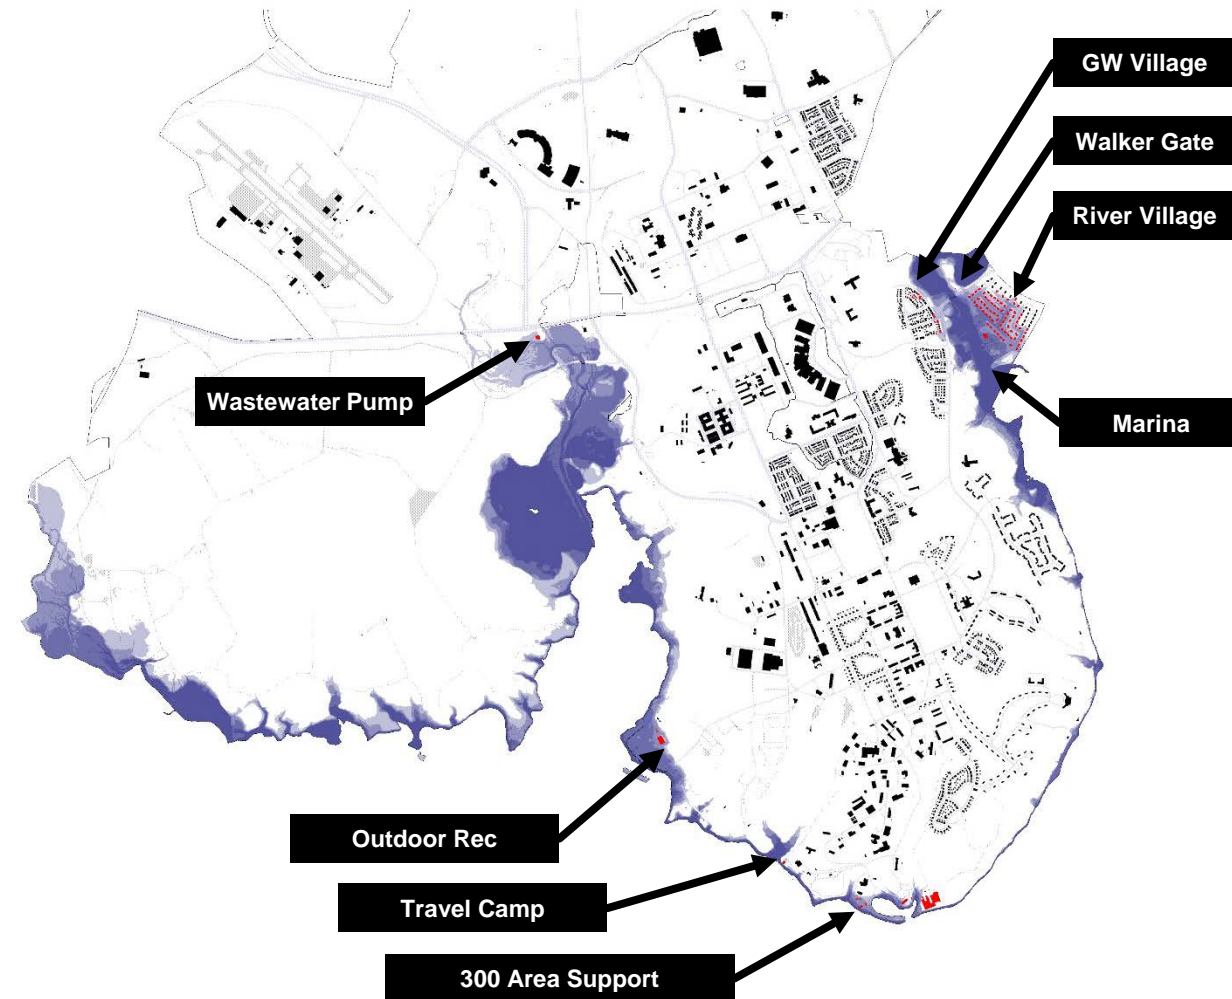 GW Village
Walker Gate
River Village
Wastewater Pump
Marina
Outdoor Rec
Travel Camp
300 Area Support